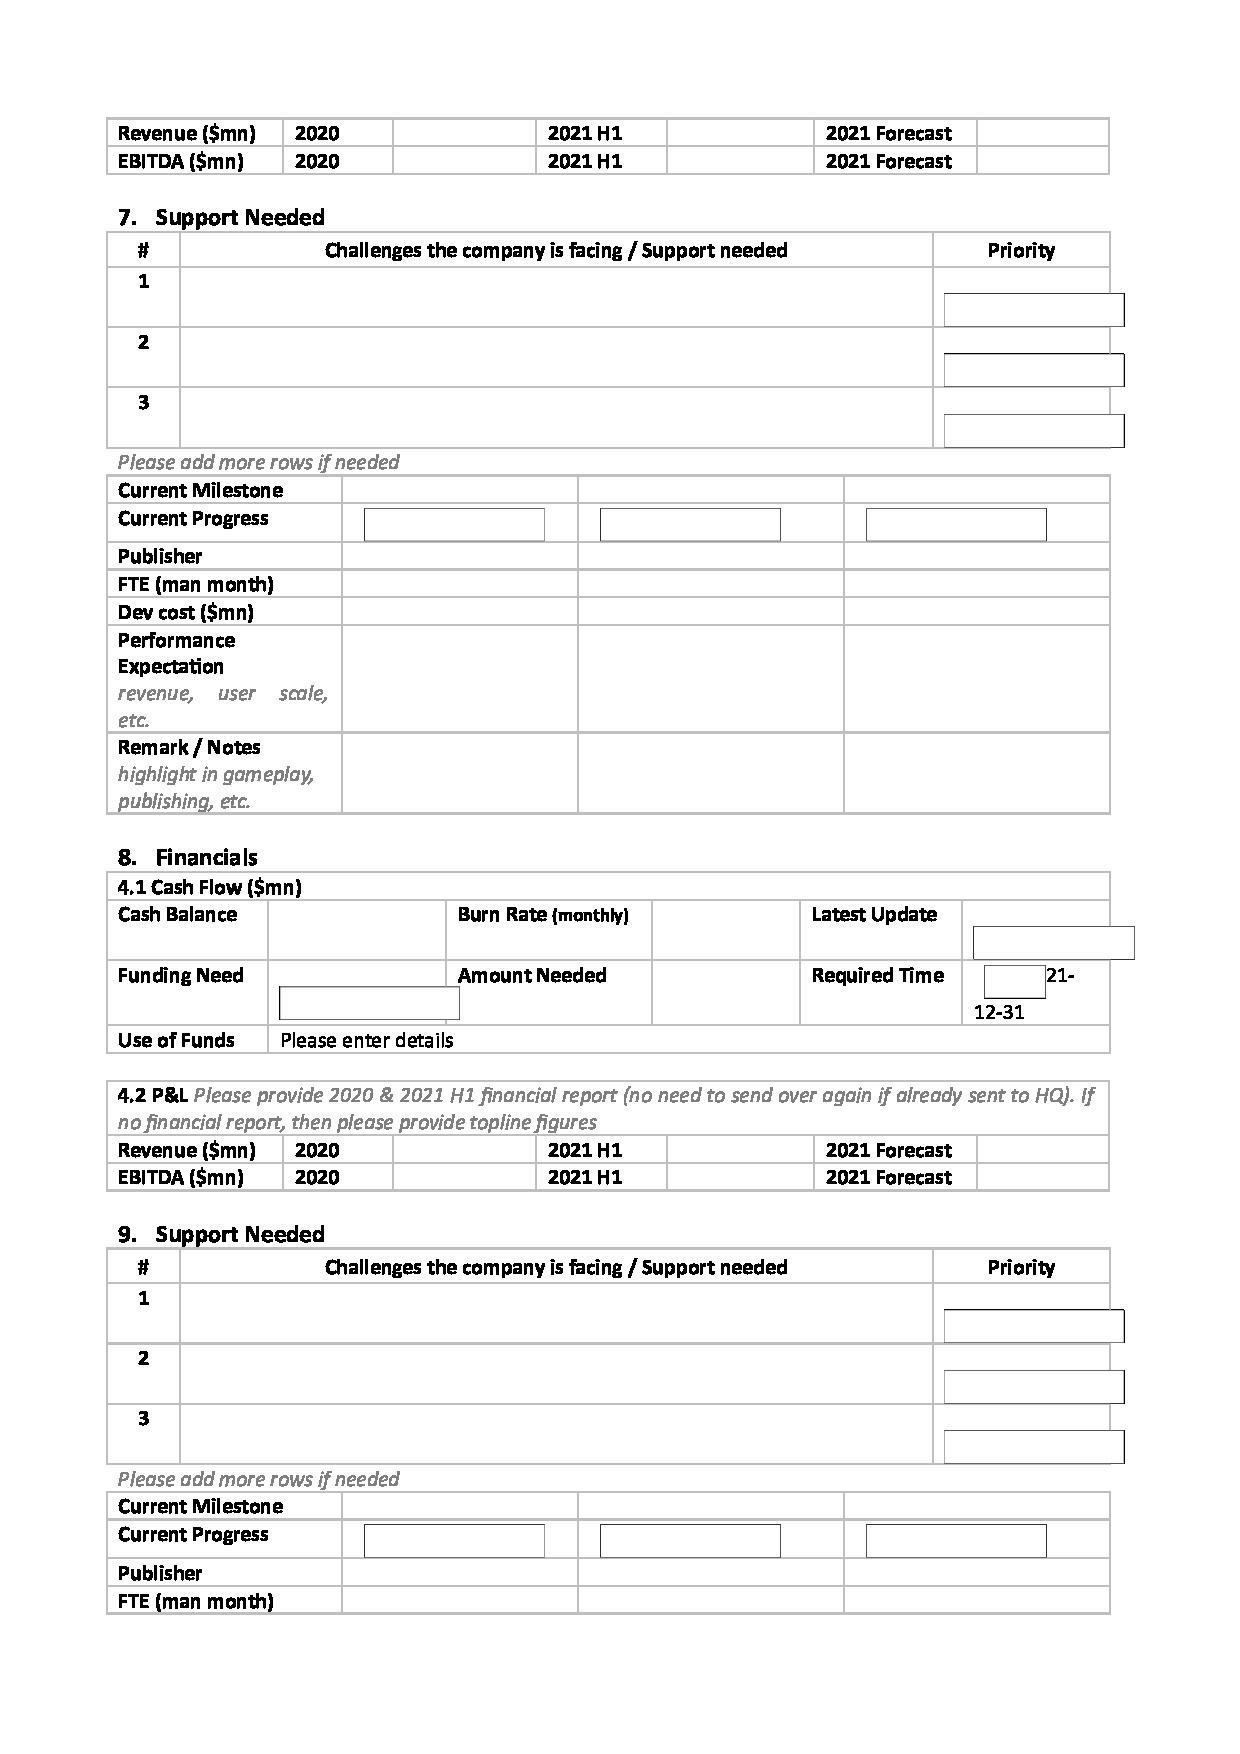 Revenue ($mn) 2020 2021 H1 2021 Forecast
EBITDA ($mn) 2020 2021 H1 2021 Forecast
7. Support Needed
# Challenges the company is facing / Support needed Priority
1
2
3
Please add more rows if needed
Current Milestone
Current Progress
Publisher
FTE (man month)
Dev cost ($mn)
Performance
Expectation
revenue, user scale,
etc.
Remark / Notes
highlight in gameplay,
publishing, etc.
8. Financials
4.1 Cash Flow ($mn)
Cash Balance Burn Rate (monthly) Latest Update
Funding Need Amount Needed Required Time 21-
12-31
Use of Funds Please enter details
4.2 P&L Please provide 2020 & 2021 H1 financial report (no need to send over again if already sent to HQ). If
no financial report, then please provide topline figures
Revenue ($mn) 2020 2021 H1 2021 Forecast
EBITDA ($mn) 2020 2021 H1 2021 Forecast
9. Support Needed
# Challenges the company is facing / Support needed Priority
1
2
3
Please add more rows if needed
Current Milestone
Current Progress
Publisher
FTE (man month)